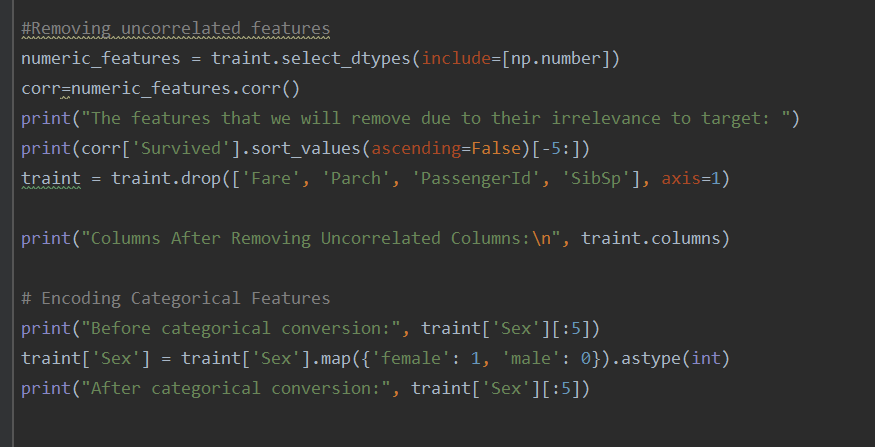 #Removing uncorrelated features
numeric_features = traint.select_dtypes(include=[np.number])
corr=numeric_features.corr()
print("The features that we will remove due to their irrelevance to target: ")
print(corr['Survived'].sort_values(ascending=False)[-5:])
traint = traint.drop(['Fare', 'Parch', 'PassengerId', 'SibSp'], axis=1)
print("Columns After Removing Uncorrelated Columns:\n", traint.columns)
# Encoding Categorical Features
print("Before categorical conversion:", traint['Sex'][:5])
traint['Sex'] = traint['Sex'].map({'female': 1, 'male': 0}).astype(int)
print("After categorical conversion:", traint['Sex'][:5])